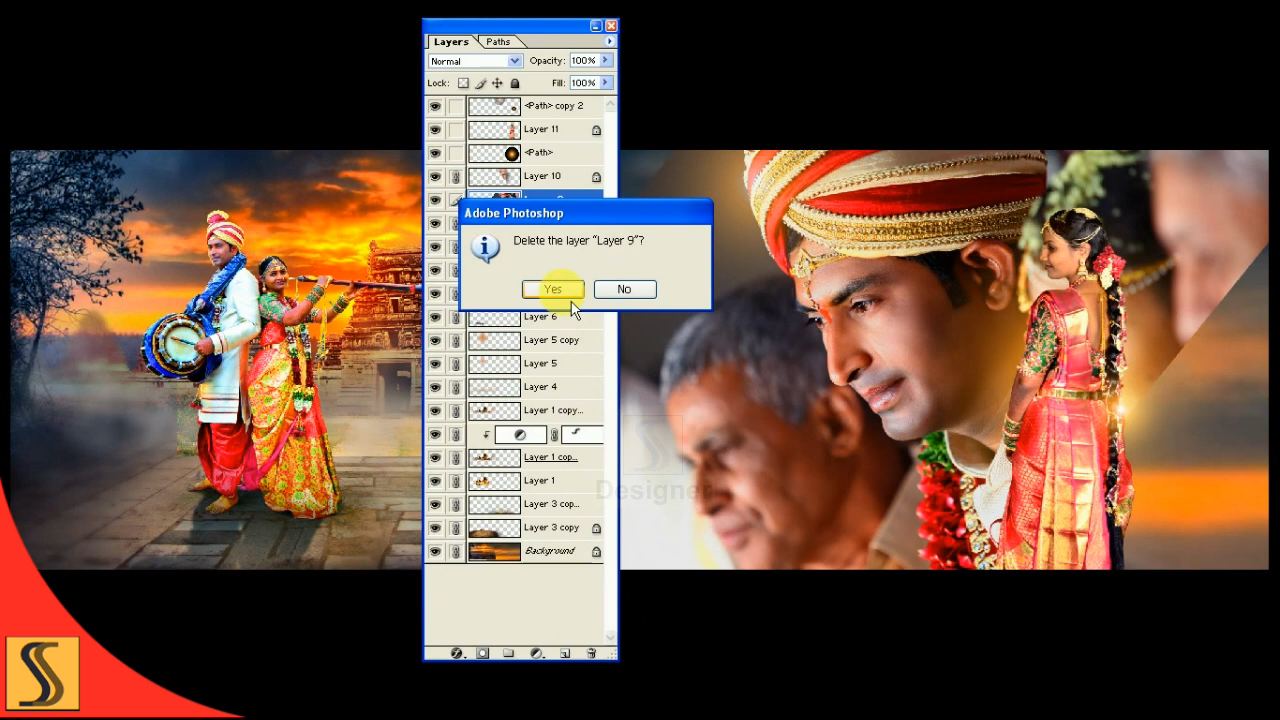 Layers
Paths
Normal
Opacity: 100%
Lock:
Fill: 100%
<Path> copy 2
Layer 11
<Path>
Layer 10
Adobe Photoshop
Delete the layer "Layer 9"?
Yes
No
Layer 6
Layer 5 copy
Layer 5
Layer 4
Layer 1 copy...
Layer 1 cop...
Layer 1
Layer 3 cop...
Layer 3 copy
Background
Designer